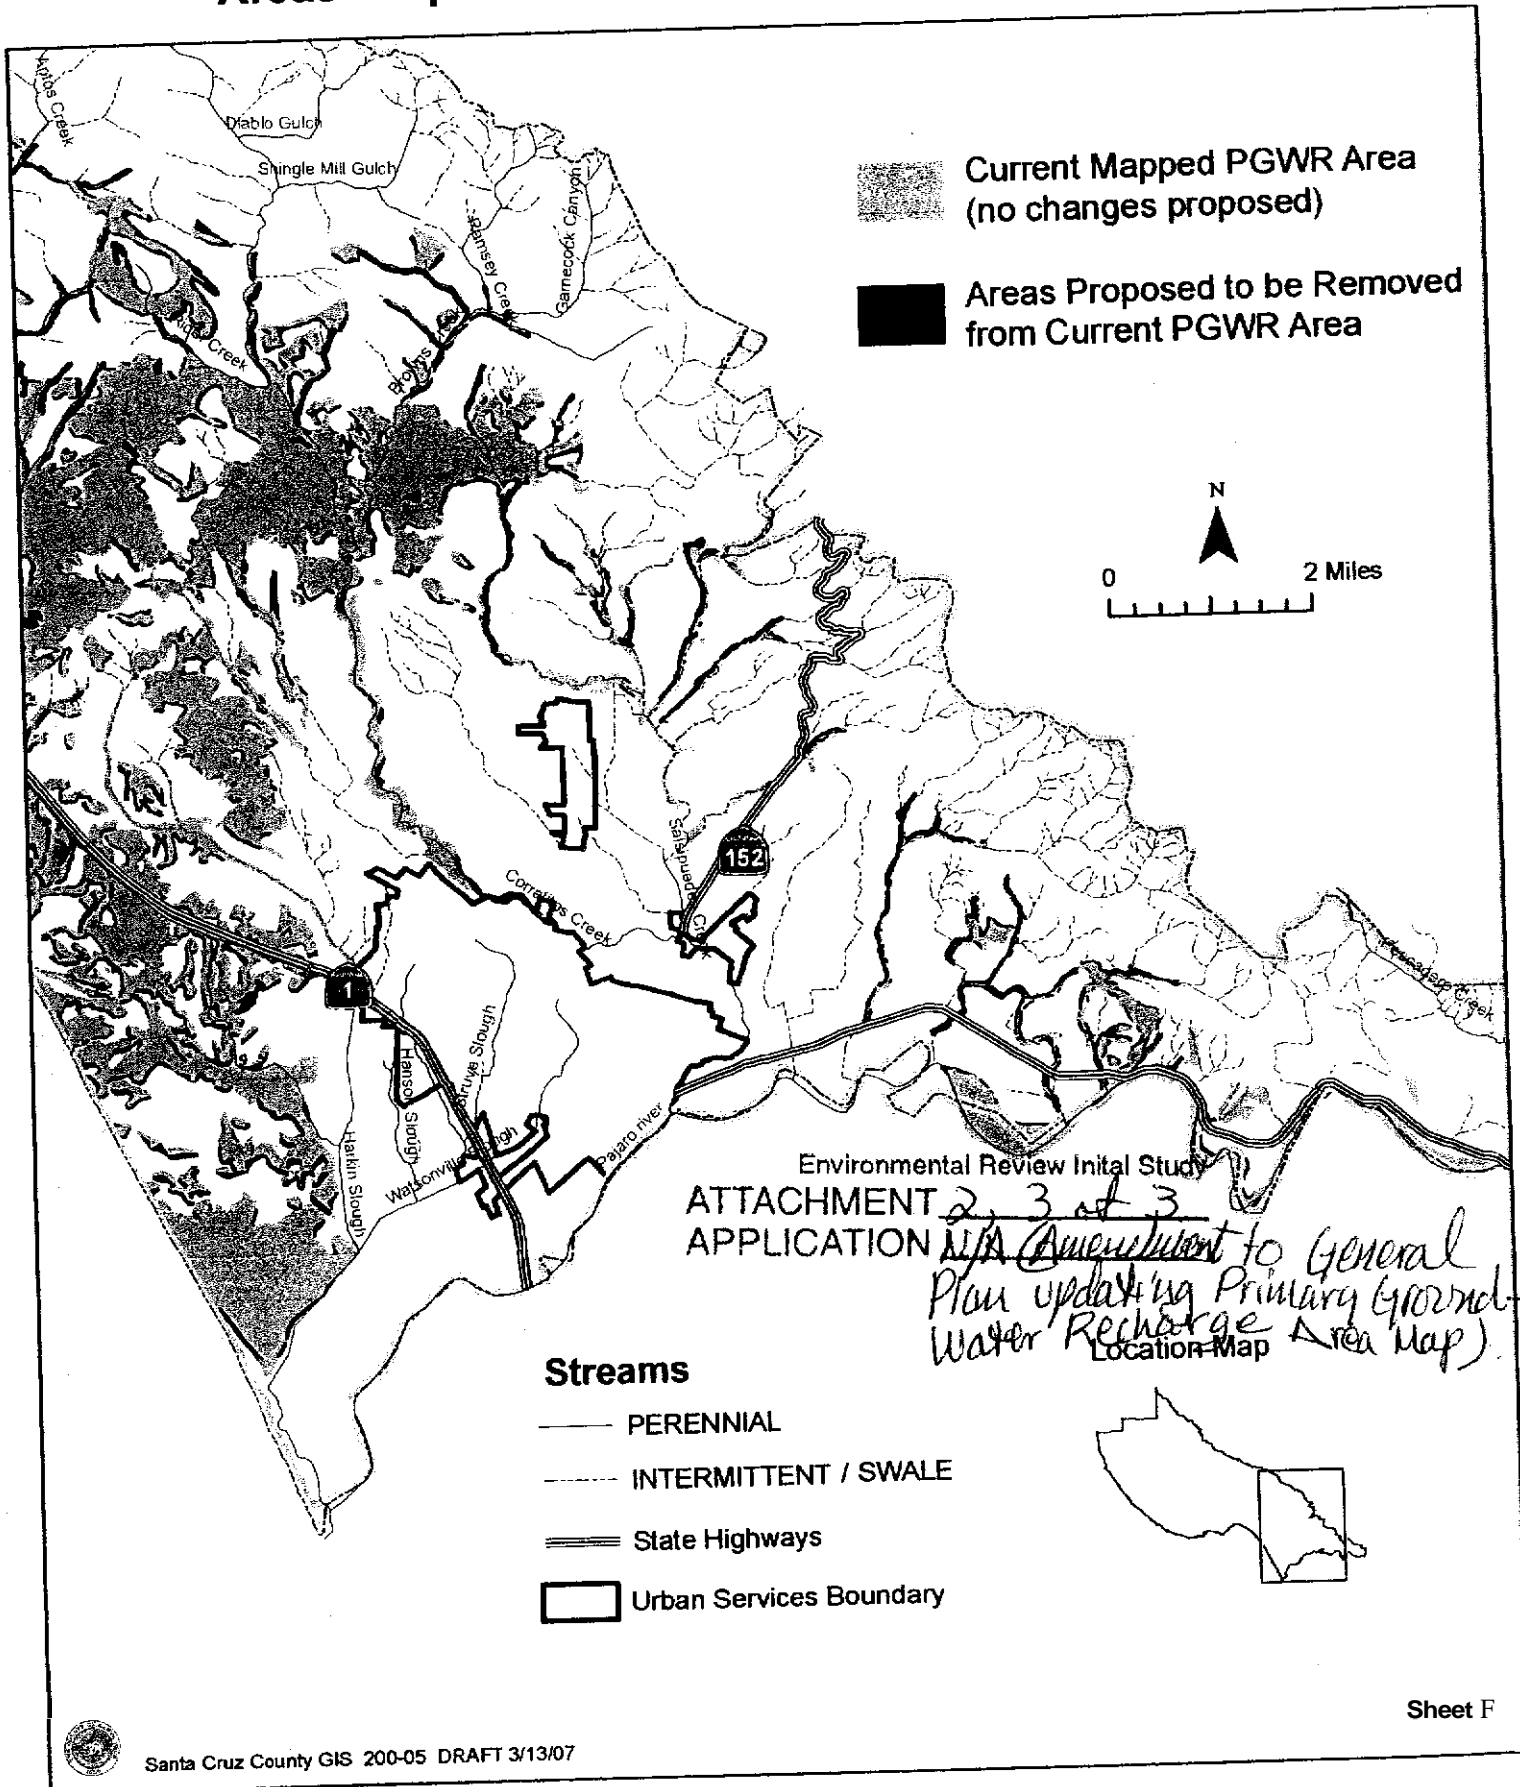 Aptos Creek
Diablo Gulch
Shingle Mill Gulch
Ramsey Creek
Gamecock Canyon
Current Mapped PGWR Area
(no changes proposed)
Areas Proposed to be Removed
from Current PGWR Area
Creek
Browns
N
0
2 Miles
Salsipuedes Cre
152
Corralitos Creek
1
Hanson Slough
Struve Slough
Harkin Slough
Watsonville Slough
Pajaro river
Creek
Environmental Review Inital Study
ATTACHMENT 2, 3 of 3
APPLICATION N/A (Amendment to General
Plan updating Primary Ground-
Water Recharge Area Map)
Location Map
Streams
PERENNIAL
INTERMITTENT / SWALE
State Highways
Urban Services Boundary
Sheet F
Santa Cruz County GIS 200-05 DRAFT 3/13/07